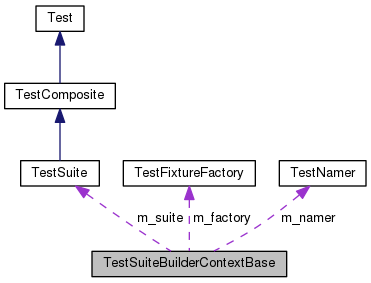 Test
TestComposite
TestSuite
TestFixtureFactory
TestNamer
m_suite
m_factory
m_namer
TestSuiteBuilderContextBase